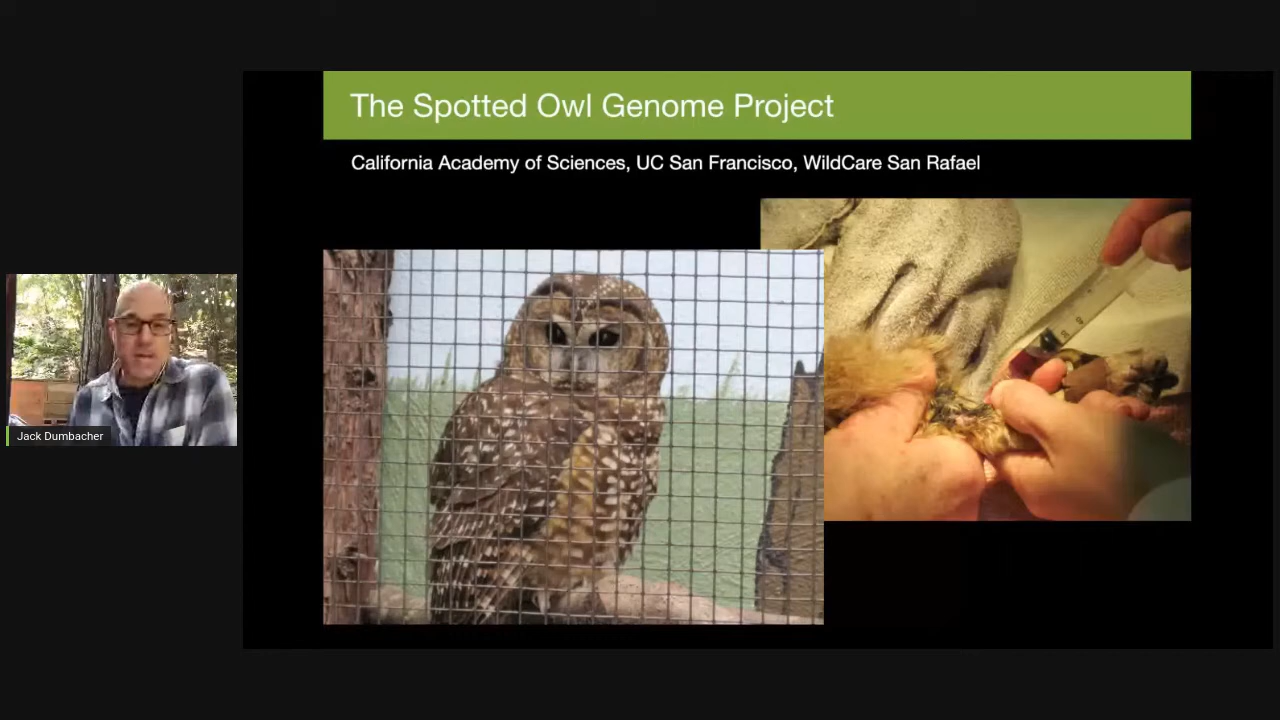 The Spotted Owl Genome Project
California Academy of Sciences, UC San Francisco, WildCare San Rafael
Jack Dumbacher